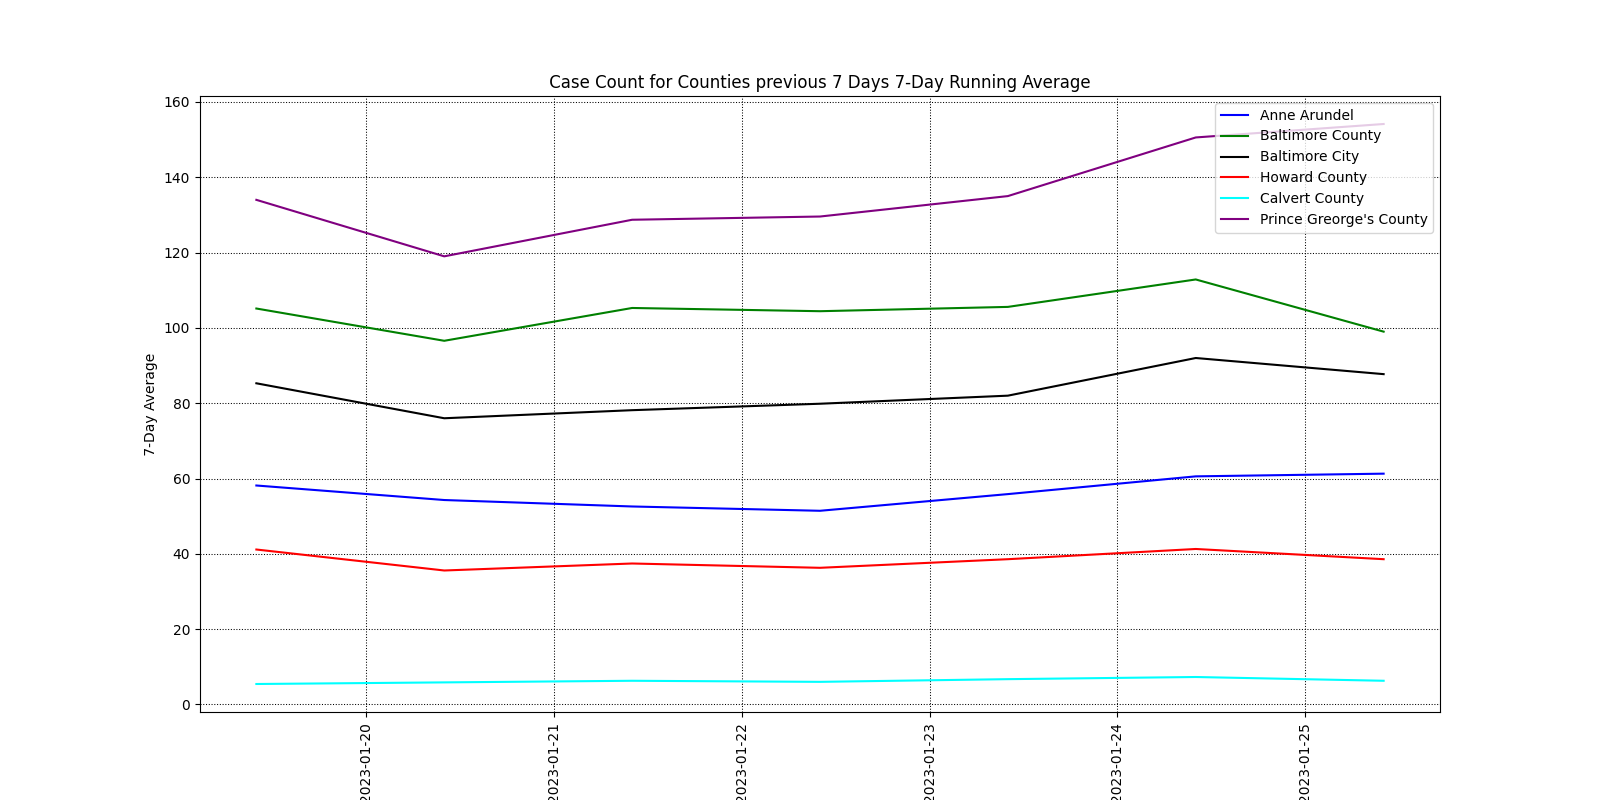 Case Count for Counties previous 7 Days 7-Day Running Average
160
140
120
100
80
60
40
20
0
7-Day Average
Anne Arundel
Baltimore County
Baltimore City
Howard County
Calvert County
Prince Greorge's County
2023-01-20
2023-01-21
2023-01-22
2023-01-23
2023-01-24
2023-01-25